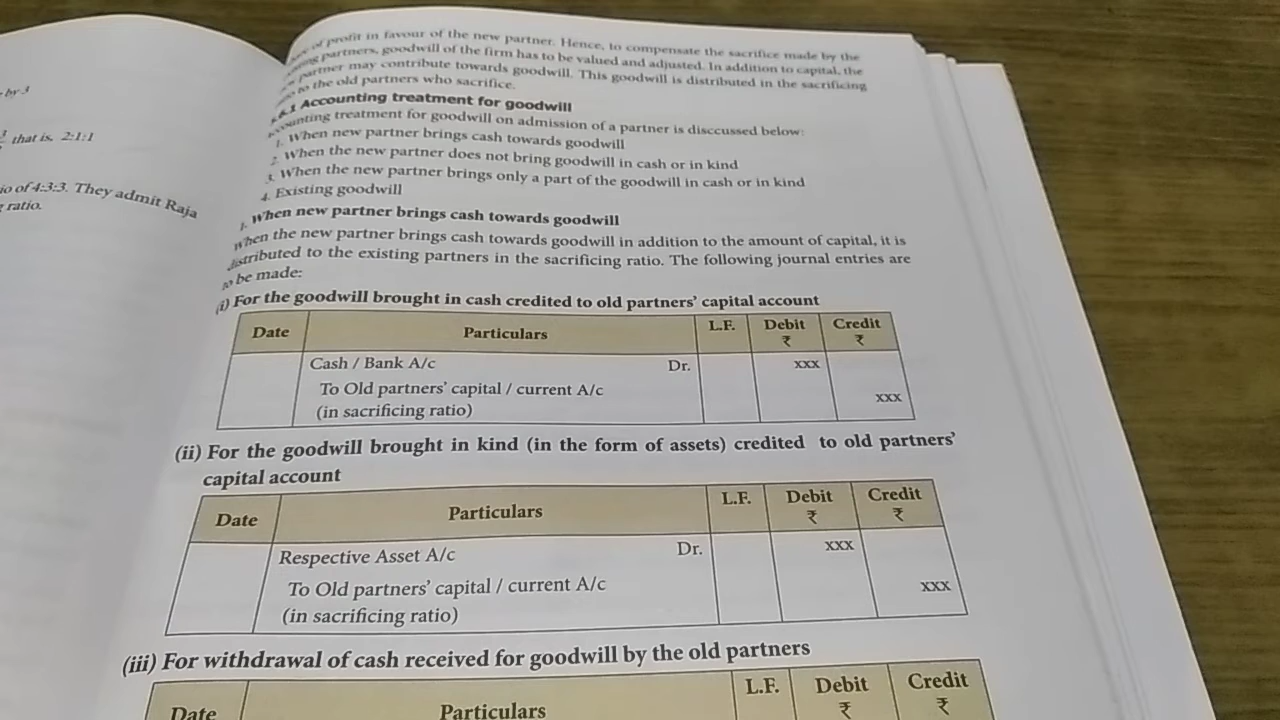 by 3
that is, 2:1:1
io of 4:3:3. They admit Raja
ratio.
of profit in favour of the new partner. Hence, to compensate the sacrifice made by the
partners, goodwill of the firm has to be valued and adjusted. In addition to capital, the
partner may contribute towards goodwill. This goodwill is distributed in the sacrificing
to the old partners who sacrifice.
Accounting treatment for goodwill
ounting treatment for goodwill on admission of a partner is disccussed below:
1. When new partner brings cash towards goodwill
2. When the new partner does not bring goodwill in cash or in kind
3. When the new partner brings only a part of the goodwill in cash or in kind
4. Existing goodwill
1. When new partner brings cash towards goodwill
When the new partner brings cash towards goodwill in addition to the amount of capital, it is
distributed to the existing partners in the sacrificing ratio. The following journal entries are
to be made:
(i) For the goodwill brought in cash credited to old partners' capital account
Date Particulars L.F. Debit ₹ Credit ₹
Cash / Bank A/c Dr. xxx
To Old partners' capital / current A/c xxx
(in sacrificing ratio)
(ii) For the goodwill brought in kind (in the form of assets) credited to old partners'
capital account
Date Particulars L.F. Debit ₹ Credit ₹
Respective Asset A/c Dr. xxx
To Old partners' capital / current A/c xxx
(in sacrificing ratio)
(iii) For withdrawal of cash received for goodwill by the old partners
Date Particulars L.F. Debit ₹ Credit ₹